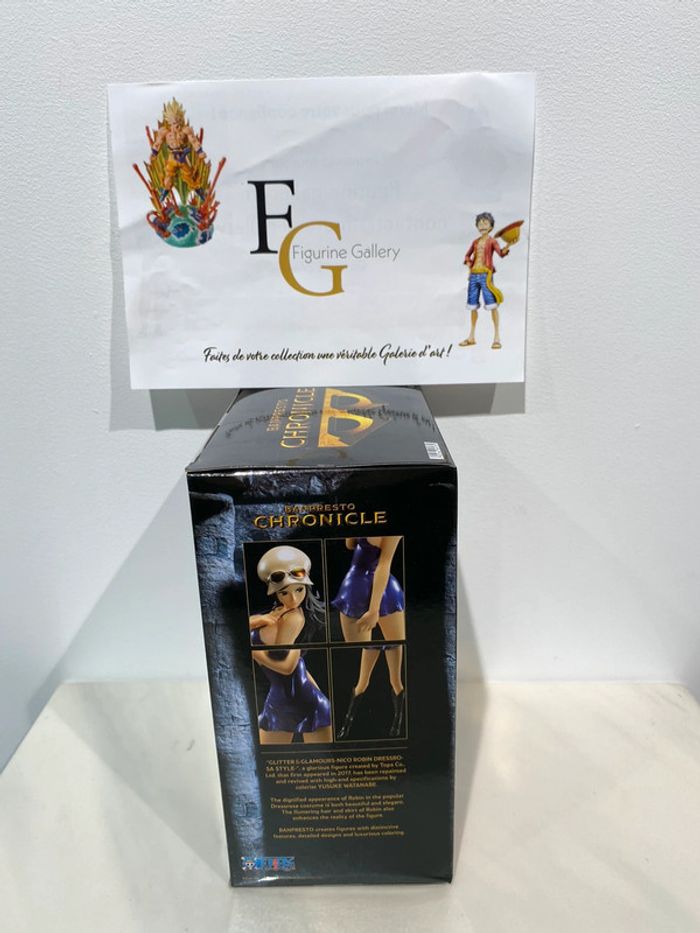 FG
Figurine Gallery
Faites de votre collection une véritable Galerie d'art !
BANPRESTO
CHRONICLE
B
BANPRESTO
CHRONICLE
"GLITTER&GLAMOURS-NICO ROBIN DRESSRO-
SA STYLE-", a glorious figure created by Tops Co.,
Ltd. that first appeared in 2017, has been repainted
and revived with high-end specifications by
colorist YUSUKE WATANABE.
The dignified appearance of Robin in the popular
Dressrosa costume is both beautiful and elegant.
The fluttering hair and skirt of Robin also
enhances the reality of the figure.
BANPRESTO creates figures with distinctive
features, detailed designs and luxurious coloring.